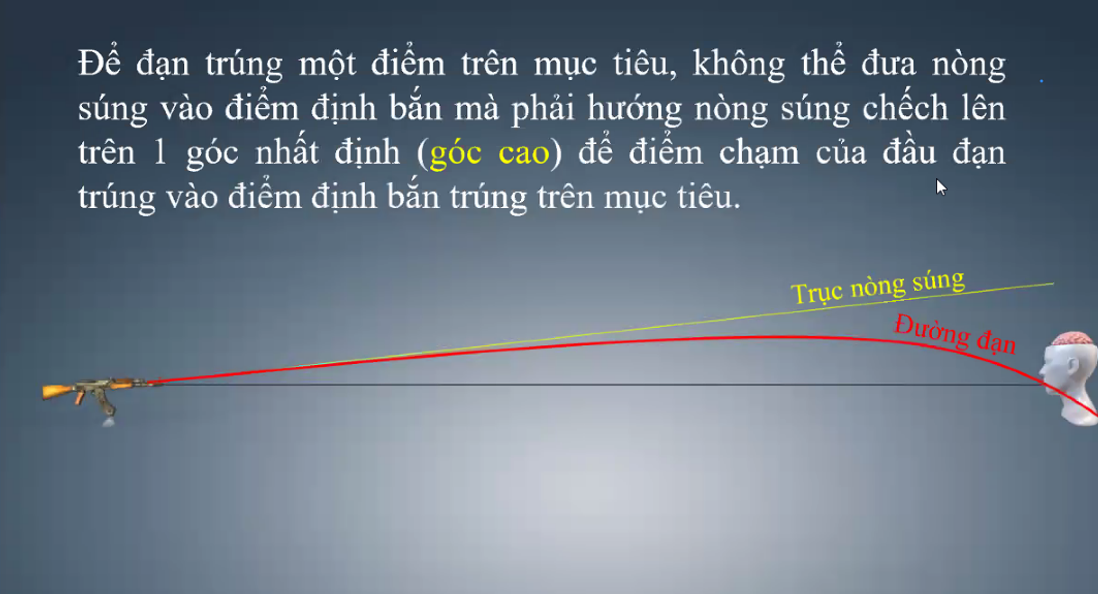 Để đạn trúng một điểm trên mục tiêu, không thể đưa nòng
súng vào điểm định bắn mà phải hướng nòng súng chếch lên
trên 1 góc nhất định (góc cao) để điểm chạm của đầu đạn
trúng vào điểm định bắn trúng trên mục tiêu.
Trục nòng súng
Đường đạn